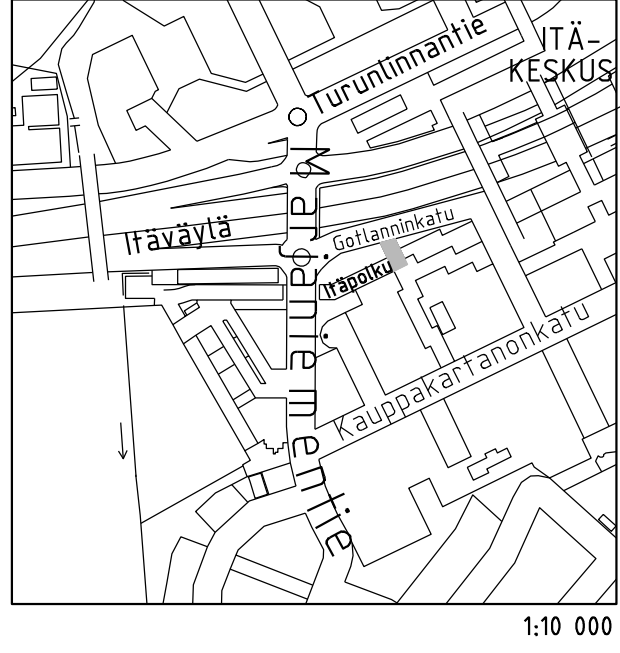 ITÄ-
KESKUS
Turunlinnantie
Marjaniementie
Itäväylä
Gotlanninkatu
Itäpolku
Kauppakartanonkatu
1:10 000